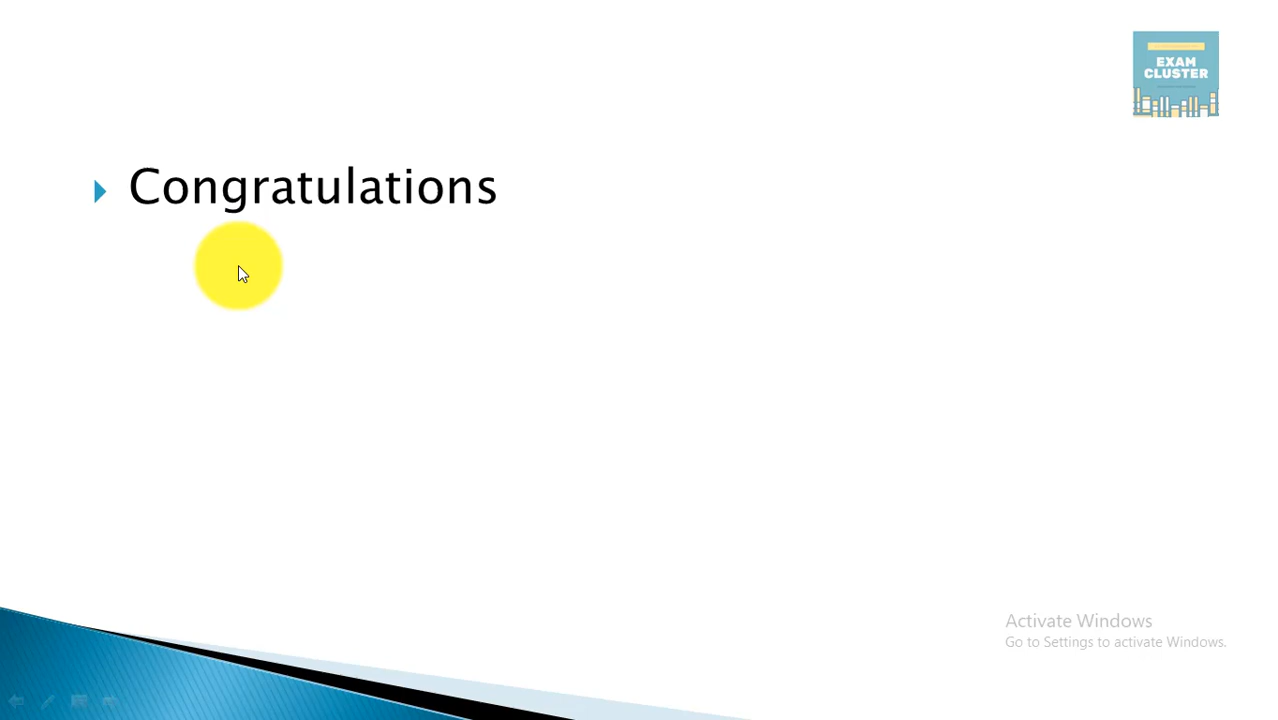 EXAM
CLUSTER
Congratulations
Activate Windows
Go to Settings to activate Windows.